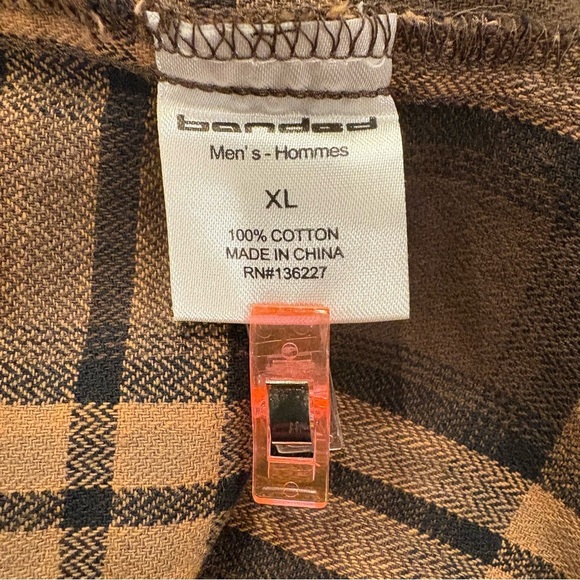 banded
Men's - Hommes
XL
100% COTTON
MADE IN CHINA
RN#136227